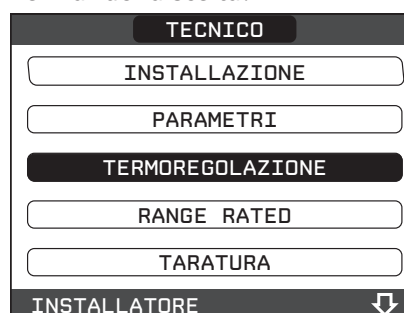 TECNICO
INSTALLAZIONE
PARAMETRI
TERMOREGOLAZIONE
RANGE RATED
TARATURA
INSTALLATORE